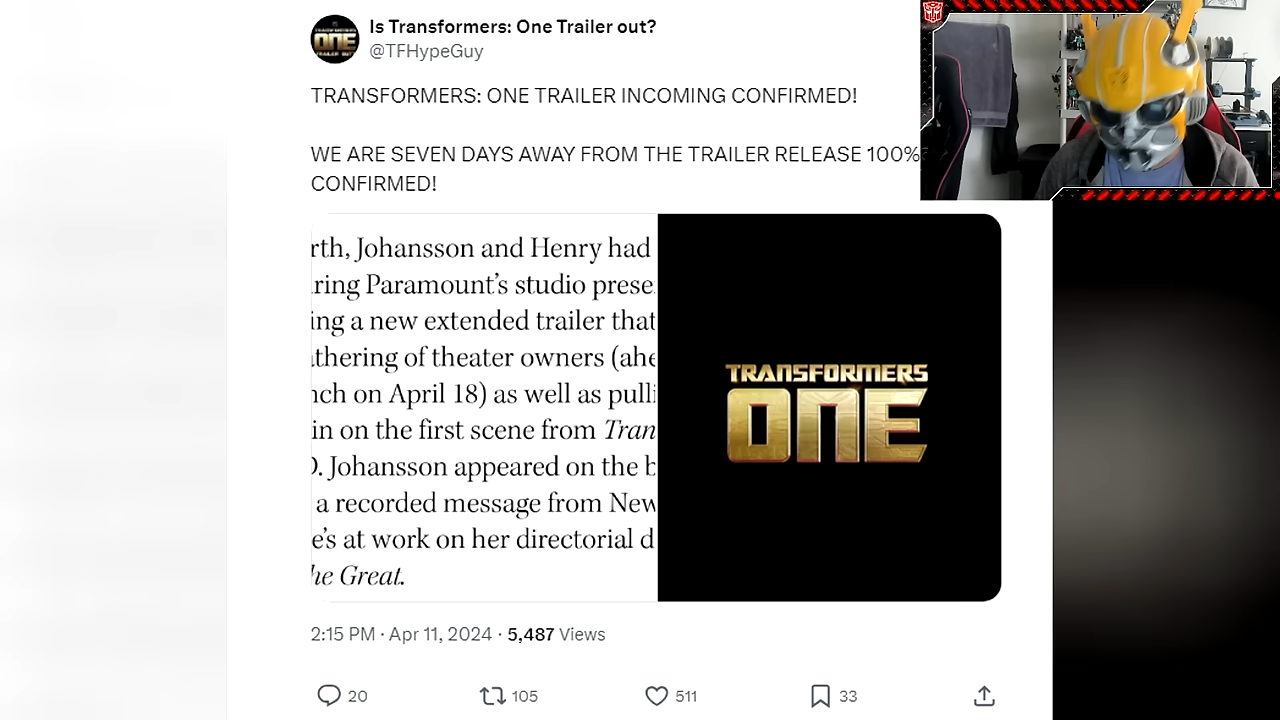 Is Transformers: One Trailer out?
@TFHypeGuy
TRANSFORMERS: ONE TRAILER INCOMING CONFIRMED!
WE ARE SEVEN DAYS AWAY FROM THE TRAILER RELEASE 100%
CONFIRMED!
rth, Johansson and Henry had
ring Paramount's studio prese
ing a new extended trailer that
athering of theater owners (ahe
nch on April 18) as well as pulli
in on the first scene from Tran
. Johansson appeared on the b
a recorded message from New
e's at work on her directorial d
he Great.
TRANSFORMERS
ONE
2:15 PM · Apr 11, 2024 · 5,487 Views
20 105 511 33